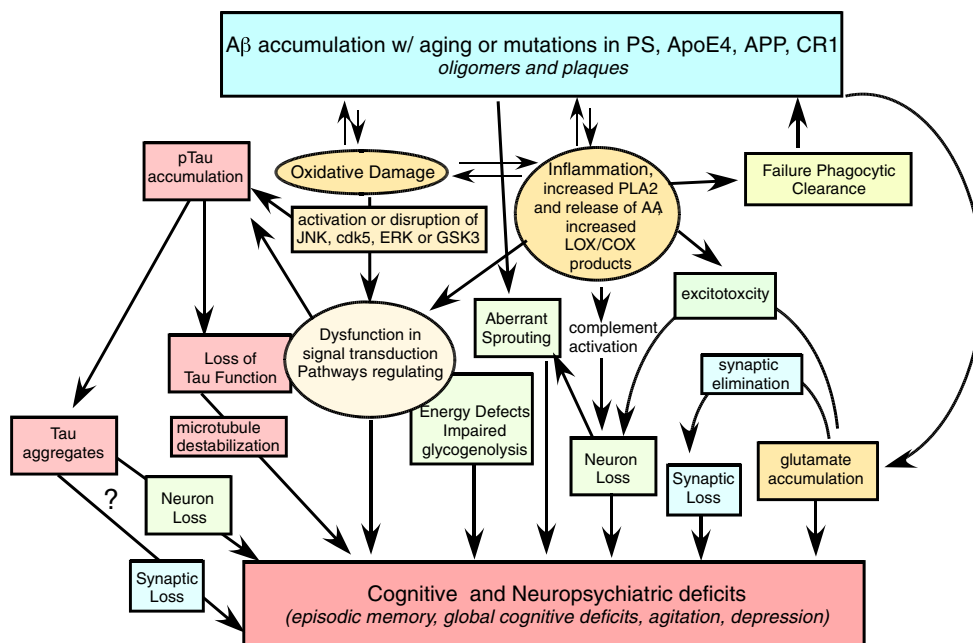 Aβ accumulation w/ aging or mutations in PS, ApoE4, APP, CR1
oligomers and plaques
pTau
accumulation
Oxidative Damage
Inflammation,
increased PLA2
and release of AA,
increased
LOX/COX
products
Failure Phagocytic
Clearance
activation or disruption of
JNK, cdk5, ERK or GSK3
excitotoxcity
Aberrant
Sprouting
complement
activation
Dysfunction in
signal transduction
Pathways regulating
Loss of
Tau Function
synaptic
elimination
microtubule
destabilization
Energy Defects
Impaired
glycogenolysis
Tau
aggregates
Neuron
Loss
Synaptic
Loss
glutamate
accumulation
?
Neuron
Loss
Synaptic
Loss
Cognitive and Neuropsychiatric deficits
(episodic memory, global cognitive deficits, agitation, depression)